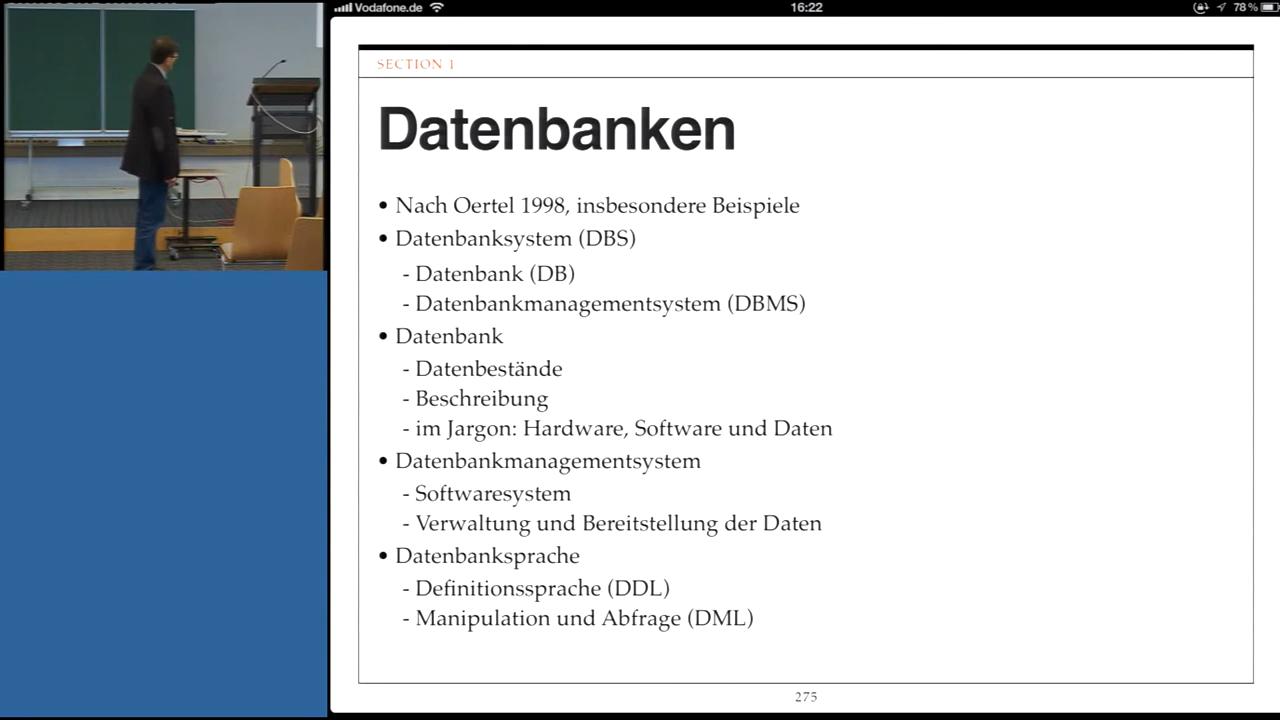 Vodafone.de
16:22
78 %
SECTION 1
Datenbanken
• Nach Oertel 1998, insbesondere Beispiele
• Datenbanksystem (DBS)
- Datenbank (DB)
- Datenbankmanagementsystem (DBMS)
• Datenbank
- Datenbestände
- Beschreibung
- im Jargon: Hardware, Software und Daten
• Datenbankmanagementsystem
- Softwaresystem
- Verwaltung und Bereitstellung der Daten
• Datenbanksprache
- Definitionssprache (DDL)
- Manipulation und Abfrage (DML)
275